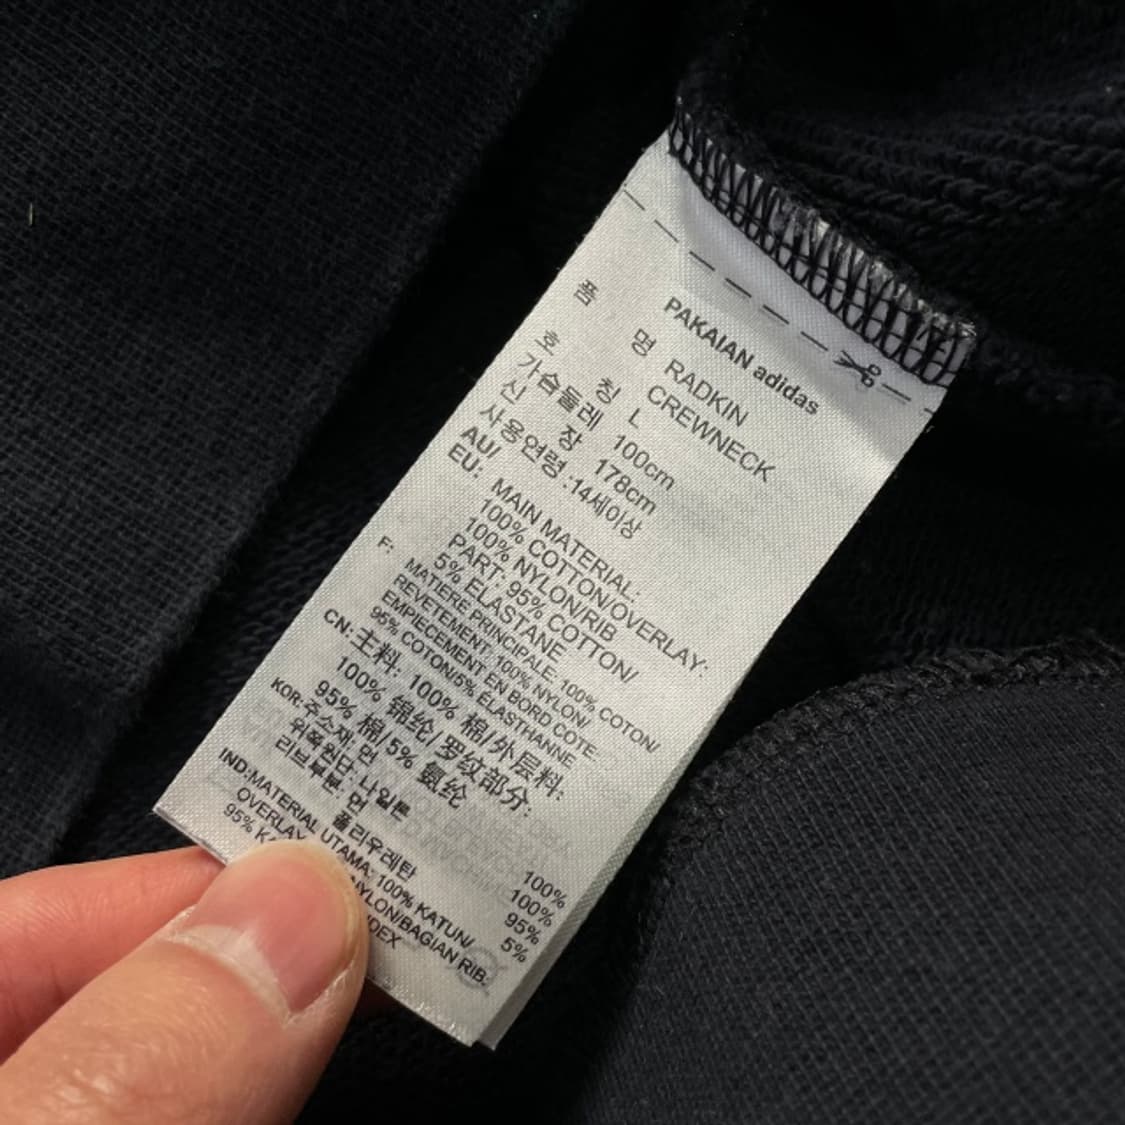 PAKAIAN adidas
품 명 RADKIN
CREWNECK
호 칭 L
가슴둘레 100cm
신 장 178cm
사용연령 :14세이상
AU/
EU: MAIN MATERIAL:
100% COTTON/OVERLAY:
100% NYLON/RIB
PART: 95% COTTON/
5% ELASTANE
F: MATIERE PRINCIPALE: 100% COTON/
REVETEMENT: 100% NYLON/
EMPIECEMENT EN BORD COTE:
95% COTON/5% ELASTHANNE
CN: 主料: 100% 棉/外层料:
100% 锦纶/罗纹部分:
95% 棉/5% 氨纶
KOR: 주소재: 면 100%
위쪽원단: 나일론 100%
리브부분: 면 95%
폴리우레탄 5%
IND:MATERIAL UTAMA: 100% KATUN/
OVERLAY NYLON/BAGIAN RIB:
95%